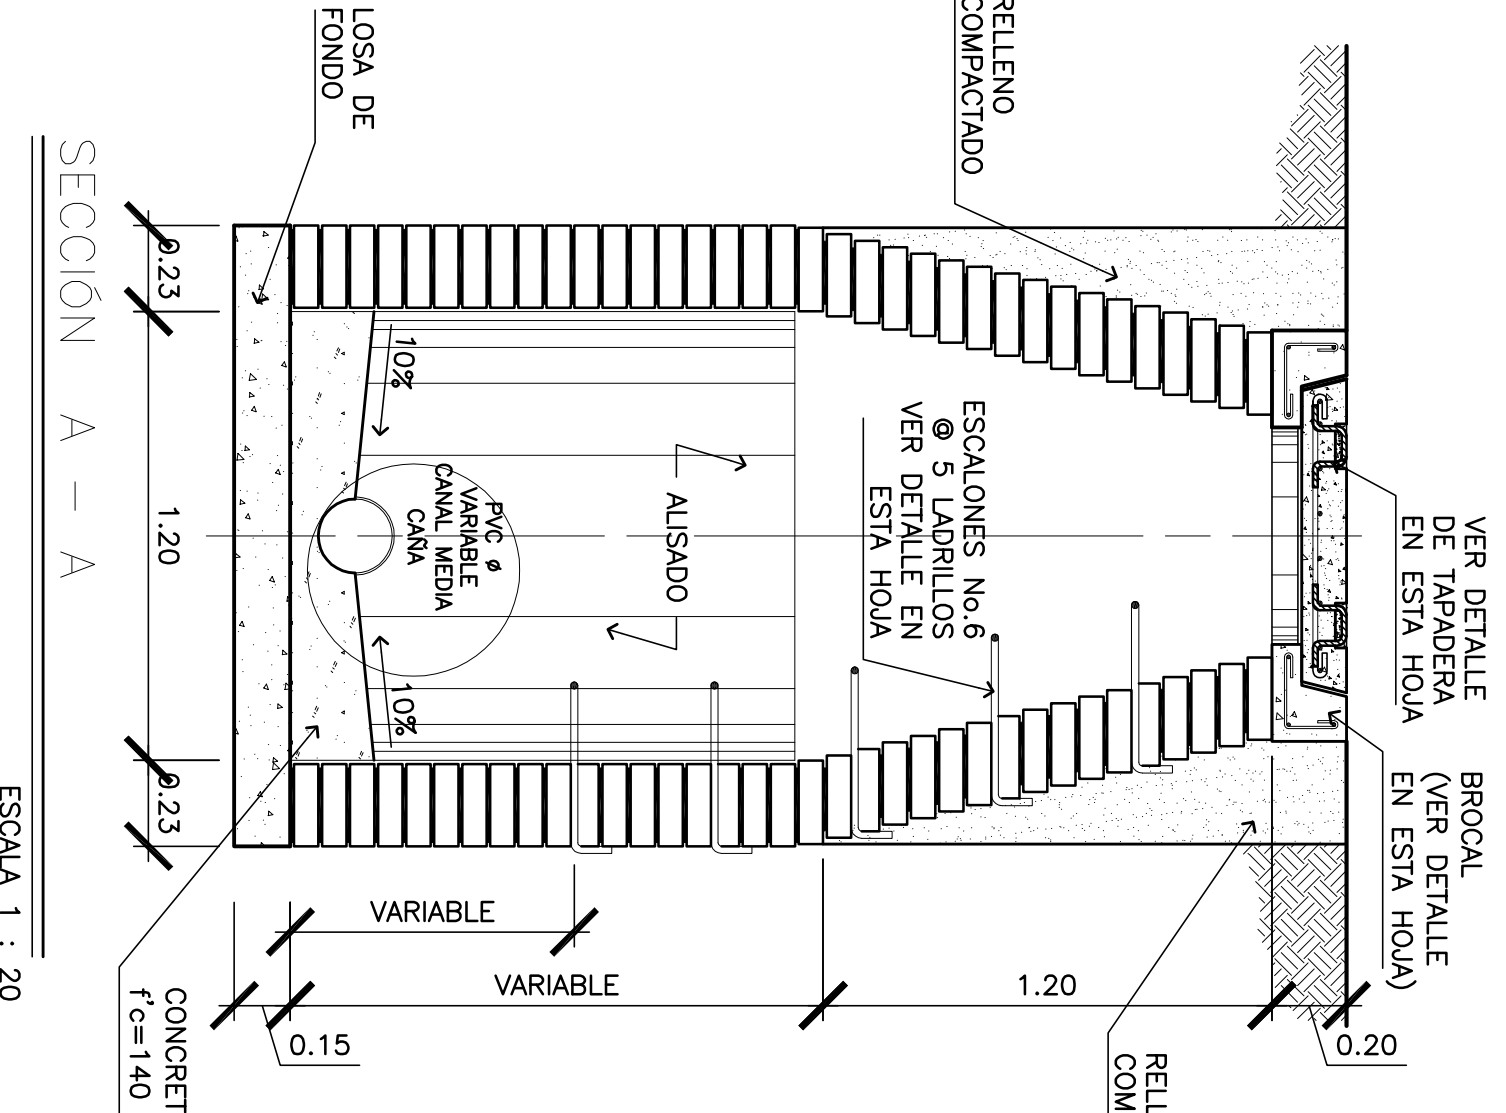 VER DETALLE
DE TAPADERA
EN ESTA HOJA
BROCAL
(VER DETALLE
EN ESTA HOJA)
RELLENO
COMPACTADO
ESCALONES No.6
@ 5 LADRILLOS
VER DETALLE EN
ESTA HOJA
ALISADO
PVC Ø
VARIABLE
CANAL MEDIA
CAÑA
10%
10%
LOSA DE
FONDO
0.23
1.20
0.23
VARIABLE
VARIABLE
1.20
0.20
0.15
RELL
COM
CONCRET
f'c=140
SECCIÓN A - A
ESCALA 1 : 20